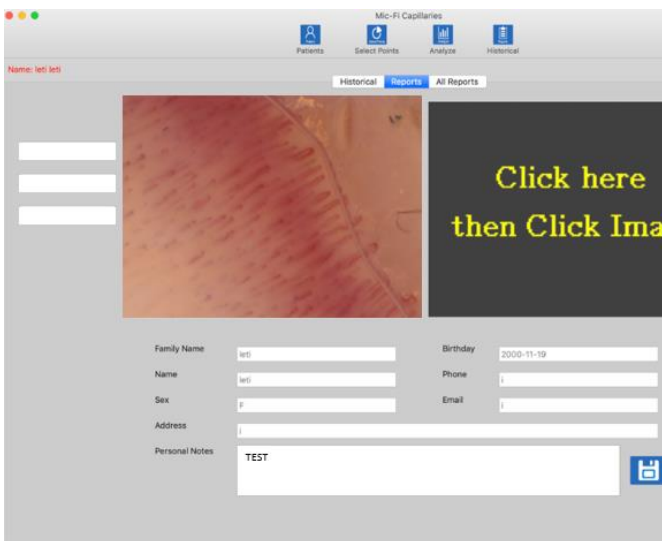 Mic-Fi Capillaries
Patients Select Points Analyze Historical
Name: leti leti
Historical Reports All Reports
Click here
then Click Ima
Family Name leti Birthday 2000-11-19
Name leti Phone i
Sex F Email i
Address i
Personal Notes TEST